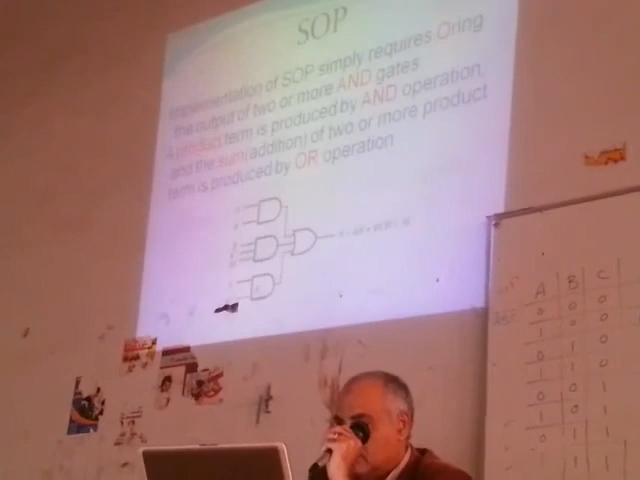 SOP
Implementation of SOP simply requires Oring
the output of two or more AND gates
A product term is produced by AND operation,
and the sum(addition) of two or more product
term is produced by OR operation
A B C
0 0 0
1 0 0
0 1 0
1 1 0
0 0 1
1 0 1
0 1 1
1 1 1